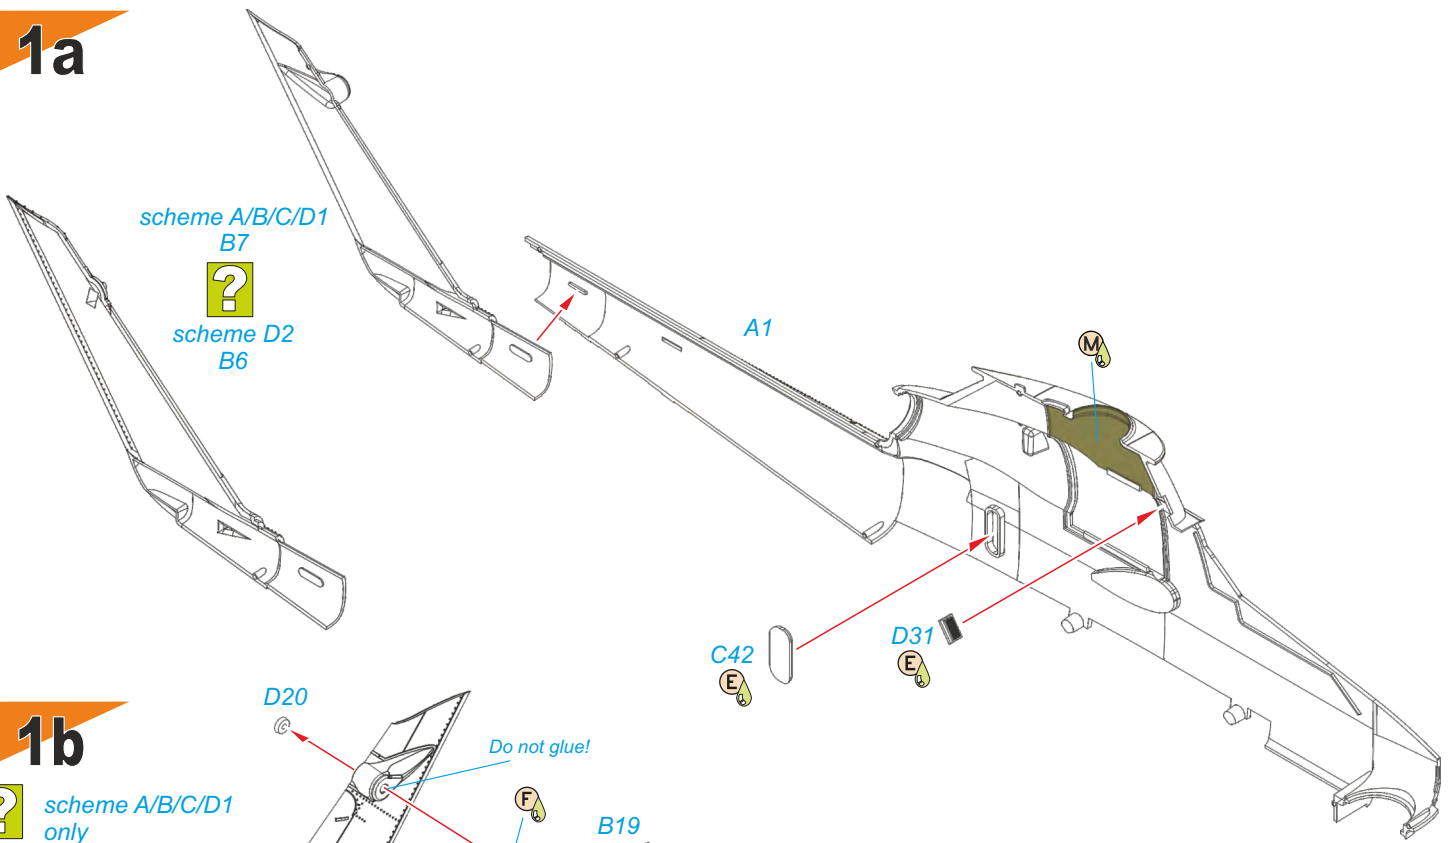 1a
scheme A/B/C/D1
B7
?
scheme D2
B6
A1
M
C42
E
D31
E
1b
D20
Do not glue!
?
scheme A/B/C/D1
only
F
B19